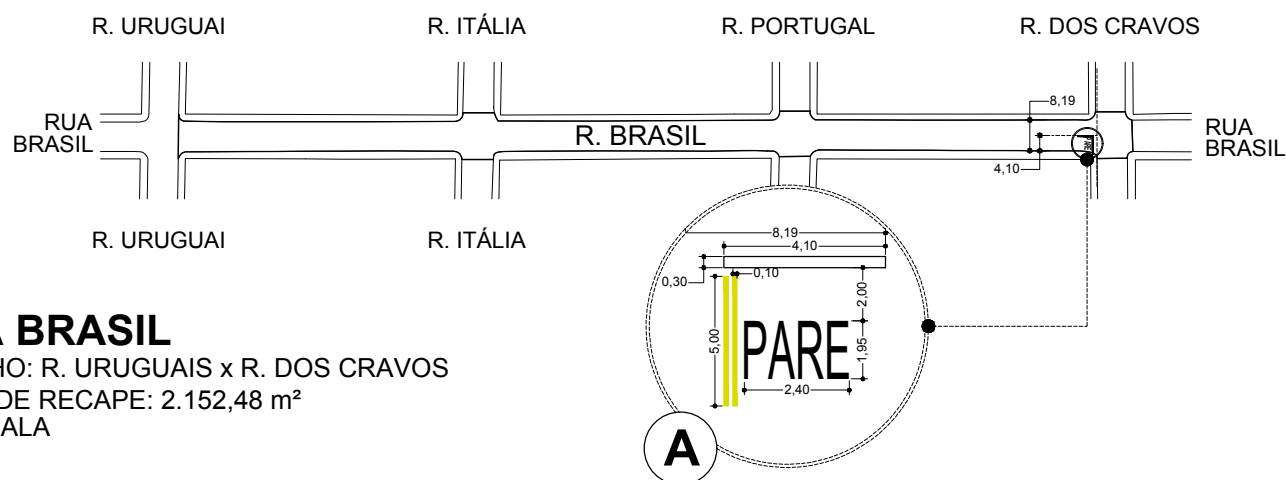 R. URUGUAI
R. ITÁLIA
R. PORTUGAL
R. DOS CRAVOS
RUA
BRASIL
R. BRASIL
8,19
4,10
PARE
RUA
BRASIL
R. URUGUAI
R. ITÁLIA
8,19
4,10
0,30
0,10
2,00
5,00
PARE
1,95
2,40
A
A BRASIL
HO: R. URUGUAIS x R. DOS CRAVOS
DE RECAPE: 2.152,48 m²
ALA